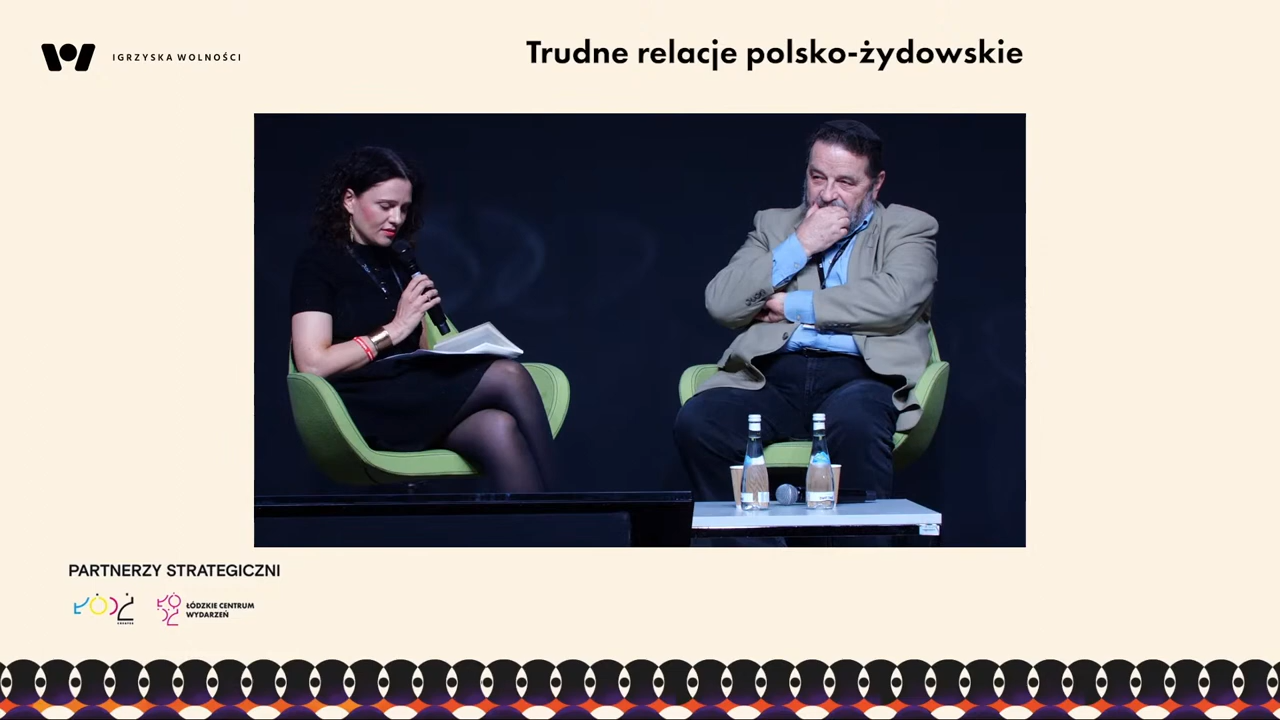 IGRZYSKA WOLNOŚCI
Trudne relacje polsko-żydowskie
PARTNERZY STRATEGICZNI
ŁÓDZKIE CENTRUM
WYDARZEŃ